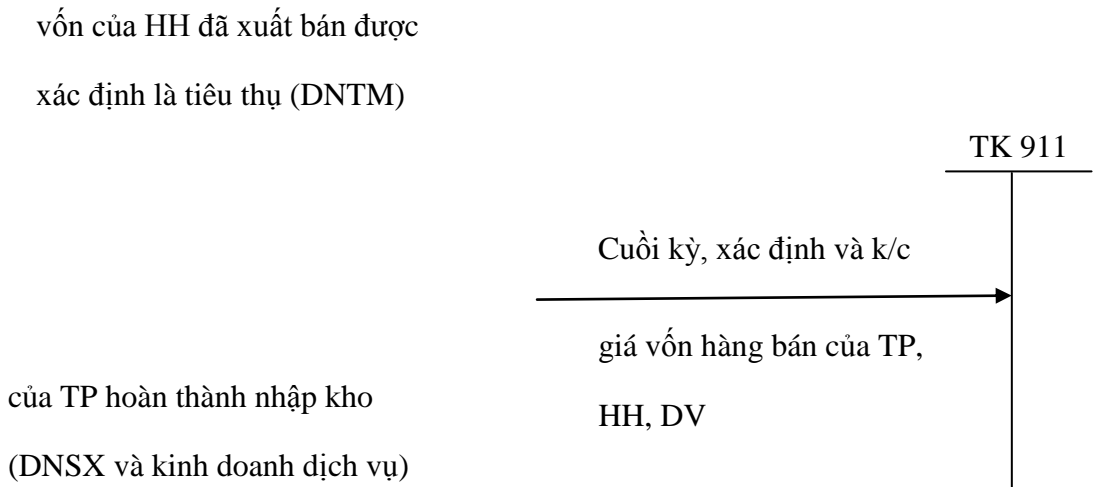 vốn của HH đã xuất bán được
xác định là tiêu thụ (DNTM)
TK 911
Cuồi kỳ, xác định và k/c
giá vốn hàng bán của TP,
HH, DV
của TP hoàn thành nhập kho
(DNSX và kinh doanh dịch vụ)